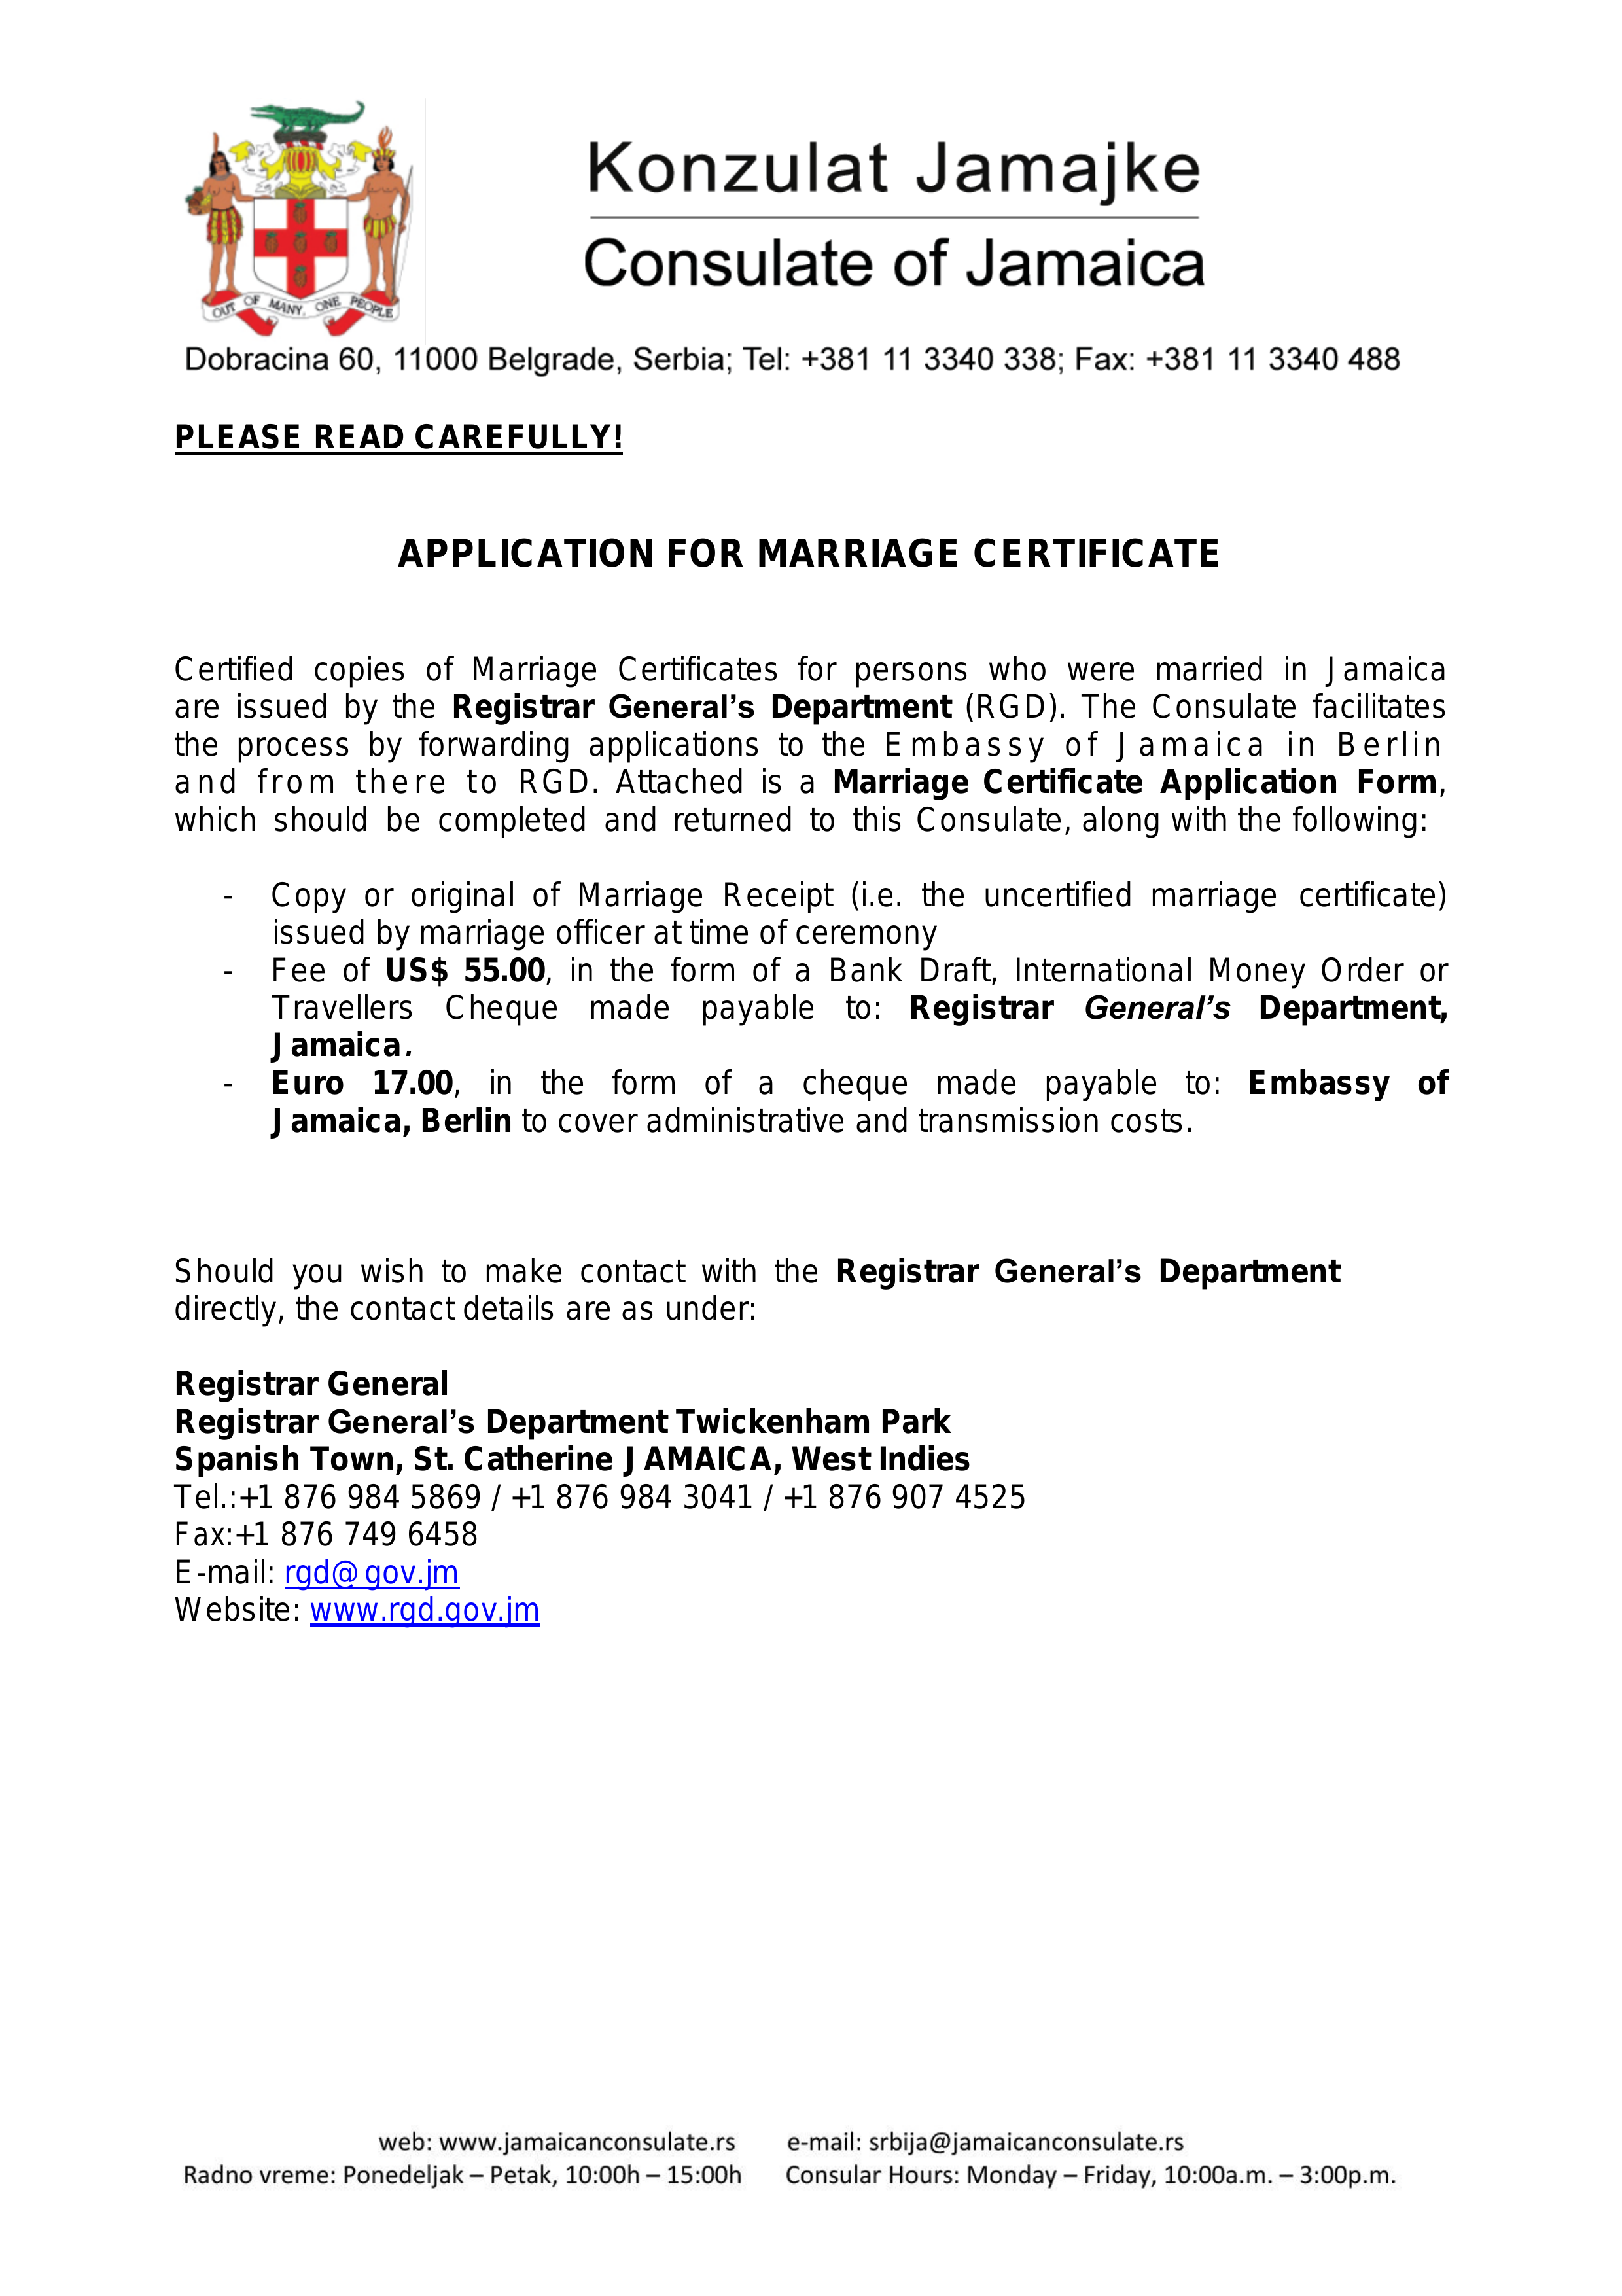 OUT OF MANY, ONE PEOPLE
Konzulat Jamajke
Consulate of Jamaica
Dobracina 60, 11000 Belgrade, Serbia; Tel: +381 11 3340 338; Fax: +381 11 3340 488
PLEASE READ CAREFULLY!
APPLICATION FOR MARRIAGE CERTIFICATE
Certified copies of Marriage Certificates for persons who were married in Jamaica
are issued by the Registrar General’s Department (RGD). The Consulate facilitates
the process by forwarding applications to the Embassy of Jamaica in Berlin
and from there to RGD. Attached is a Marriage Certificate Application Form,
which should be completed and returned to this Consulate, along with the following:
- Copy or original of Marriage Receipt (i.e. the uncertified marriage certificate)
issued by marriage officer at time of ceremony
- Fee of US$ 55.00, in the form of a Bank Draft, International Money Order or
Travellers Cheque made payable to: Registrar General’s Department,
Jamaica.
- Euro 17.00, in the form of a cheque made payable to: Embassy of
Jamaica, Berlin to cover administrative and transmission costs.
Should you wish to make contact with the Registrar General’s Department
directly, the contact details are as under:
Registrar General
Registrar General’s Department Twickenham Park
Spanish Town, St. Catherine JAMAICA, West Indies
Tel.:+1 876 984 5869 / +1 876 984 3041 / +1 876 907 4525
Fax:+1 876 749 6458
E-mail: rgd@gov.jm
Website: www.rgd.gov.jm
web: www.jamaicanconsulate.rs e-mail: srbija@jamaicanconsulate.rs
Radno vreme: Ponedeljak – Petak, 10:00h – 15:00h Consular Hours: Monday – Friday, 10:00a.m. – 3:00p.m.